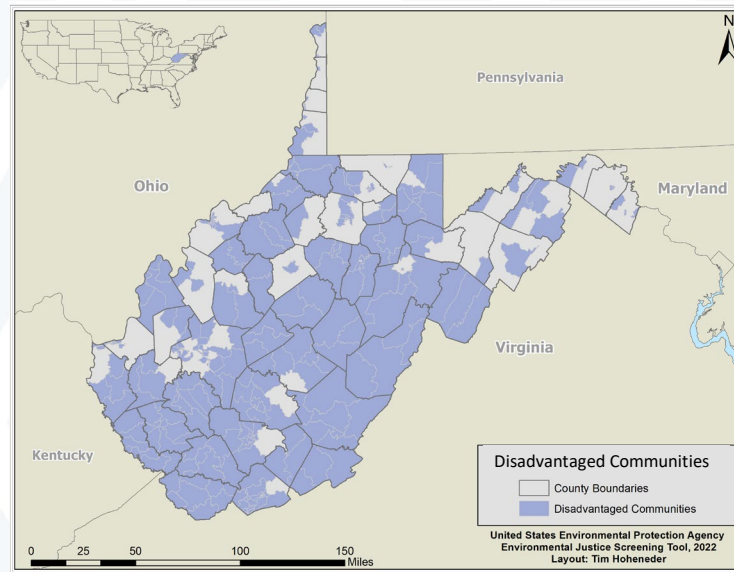 N
Pennsylvania
Ohio
Maryland
Virginia
Kentucky
Disadvantaged Communities
County Boundaries
Disadvantaged Communities
United States Environmental Protection Agency
Environmental Justice Screening Tool, 2022
Layout: Tim Hoheneder
0 25 50 100 150
Miles